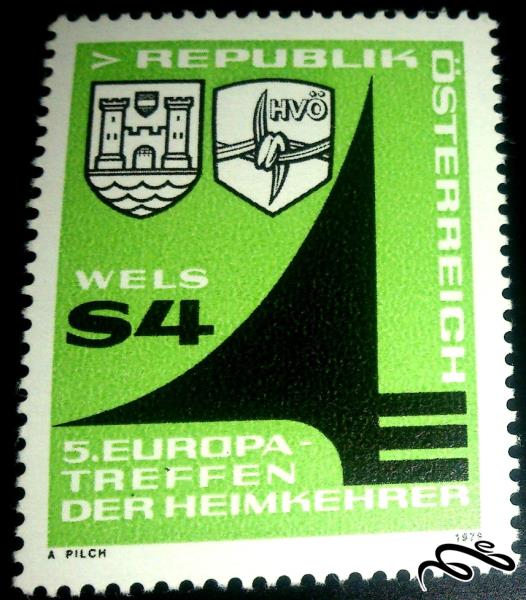 > REPUBLIK
ÖSTERREICH
HVÖ
WELS
S4
5.EUROPA-
TREFFEN
DER HEIMKEHRER
A PILCH